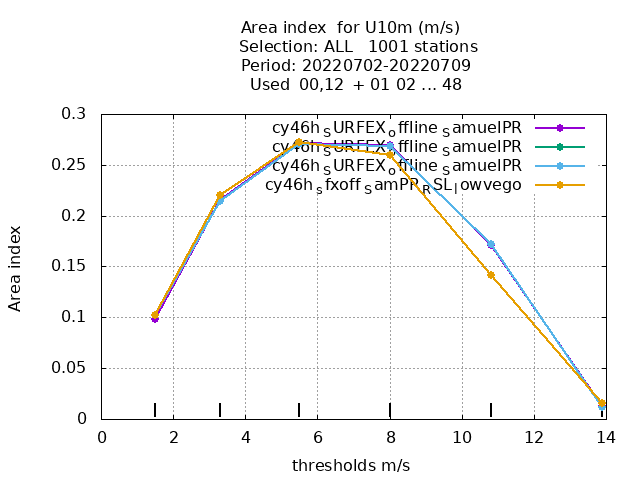 Area index  for U10m (m/s)
Selection: ALL   1001 stations
Period: 20220702-20220709
Used  00,12  + 01 02 ... 48
0.3
0.25
0.2
0.15
0.1
0.05
0
Area index
cy46h_SURFEX_offline_SamuelPR
cy46h_SURFEX_offline_SamuelPR
cy46h_SURFEX_offline_SamuelPR
cy46h_sfxoff_SamPP_RSL_lowvego
0 2 4 6 8 10 12 14
thresholds m/s